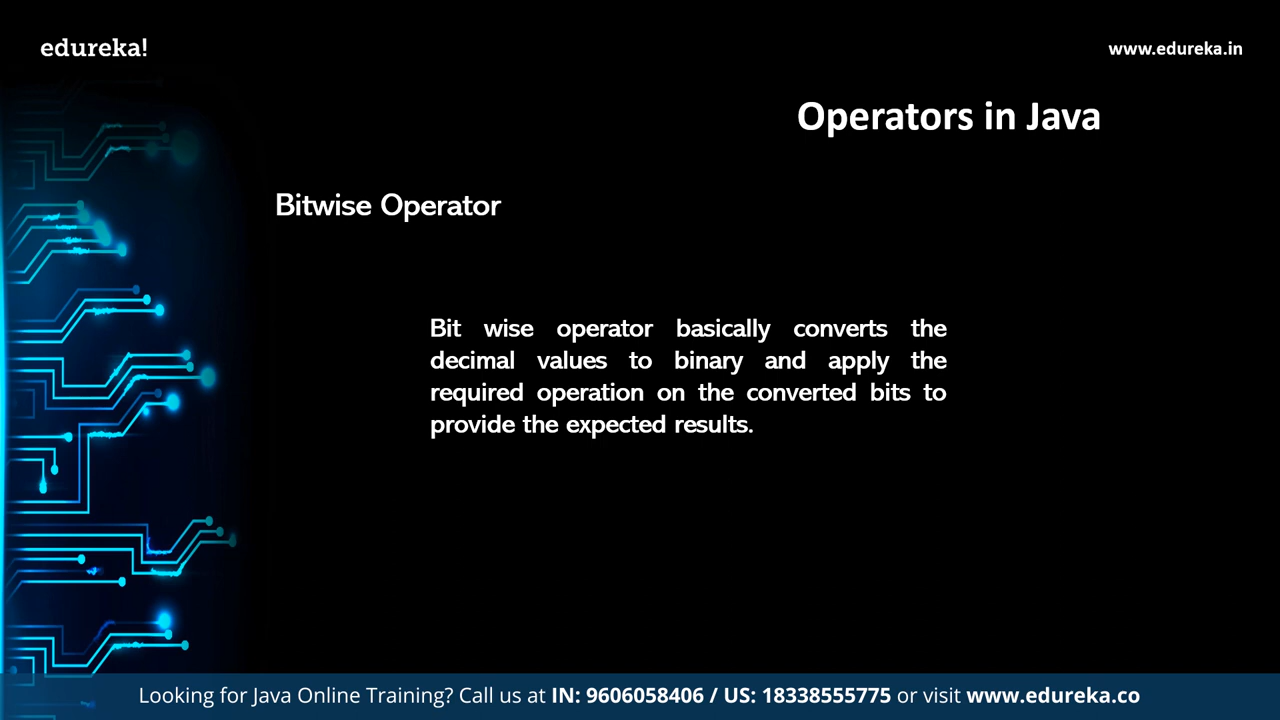 edureka!
www.edureka.in
Operators in Java
Bitwise Operator
Bit wise operator basically converts the
decimal values to binary and apply the
required operation on the converted bits to
provide the expected results.
Looking for Java Online Training? Call us at IN: 9606058406 / US: 18338555775 or visit www.edureka.co